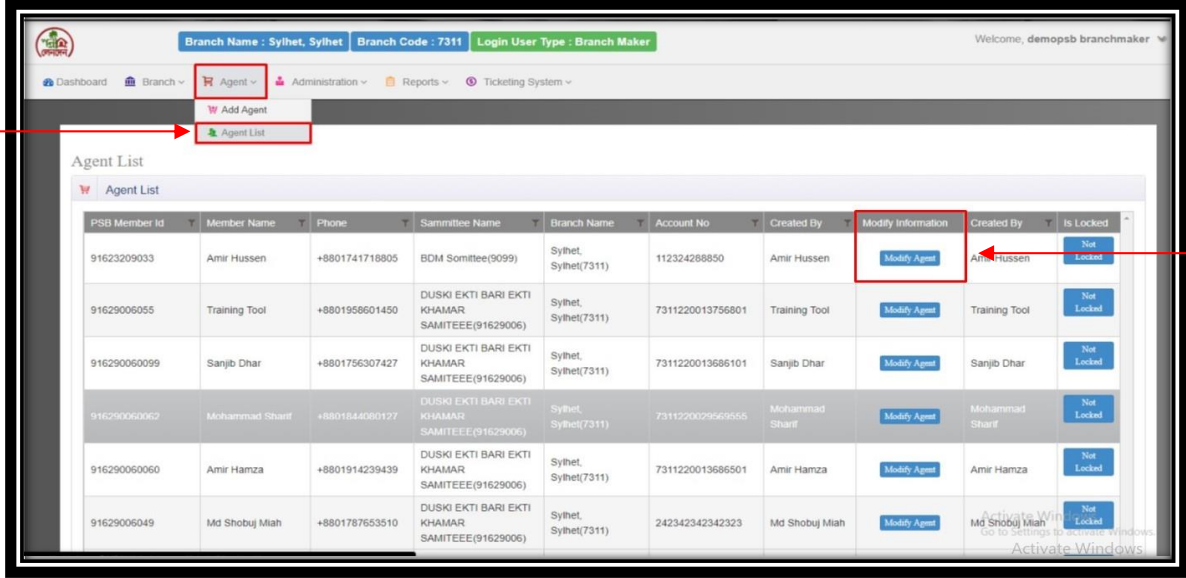 Branch Name : Sylhet, Sylhet Branch Code : 7311 Login User Type : Branch Maker Welcome, demopsb branchmaker
Dashboard Branch Agent Administration Reports Ticketing System
Add Agent
Agent List
Agent List
Agent List
PSB Member Id Member Name Phone Sammittee Name Branch Name Account No Created By Modify Information Created By Is Locked
91623209033 Amir Hussen +8801741718805 BDM Somittee(9099) Sylhet, Sylhet(7311) 112324288850 Amir Hussen Modify Agent Amir Hussen Not Locked
91629006055 Training Tool +8801958601450 DUSKI EKTI BARI EKTI KHAMAR SAMITEEE(91629006) Sylhet, Sylhet(7311) 7311220013756801 Training Tool Modify Agent Training Tool Not Locked
916290060099 Sanjib Dhar +8801756307427 DUSKI EKTI BARI EKTI KHAMAR SAMITEEE(91629006) Sylhet, Sylhet(7311) 7311220013686101 Sanjib Dhar Modify Agent Sanjib Dhar Not Locked
916290060062 Mohammad Sharif +8801844080127 DUSKI EKTI BARI EKTI KHAMAR SAMITEEE(91629006) Sylhet, Sylhet(7311) 7311220029569555 Mohammad Sharif Modify Agent Mohammad Sharif Not Locked
916290060060 Amir Hamza +8801914239439 DUSKI EKTI BARI EKTI KHAMAR SAMITEEE(91629006) Sylhet, Sylhet(7311) 7311220013686501 Amir Hamza Modify Agent Amir Hamza Not Locked
91629006049 Md Shobuj Miah +8801787653510 DUSKI EKTI BARI EKTI KHAMAR SAMITEEE(91629006) Sylhet, Sylhet(7311) 242342342342323 Md Shobuj Miah Modify Agent Md Shobuj Miah Not Locked
Activate Windows
Go to Settings to activate Windows.
Activate Windows